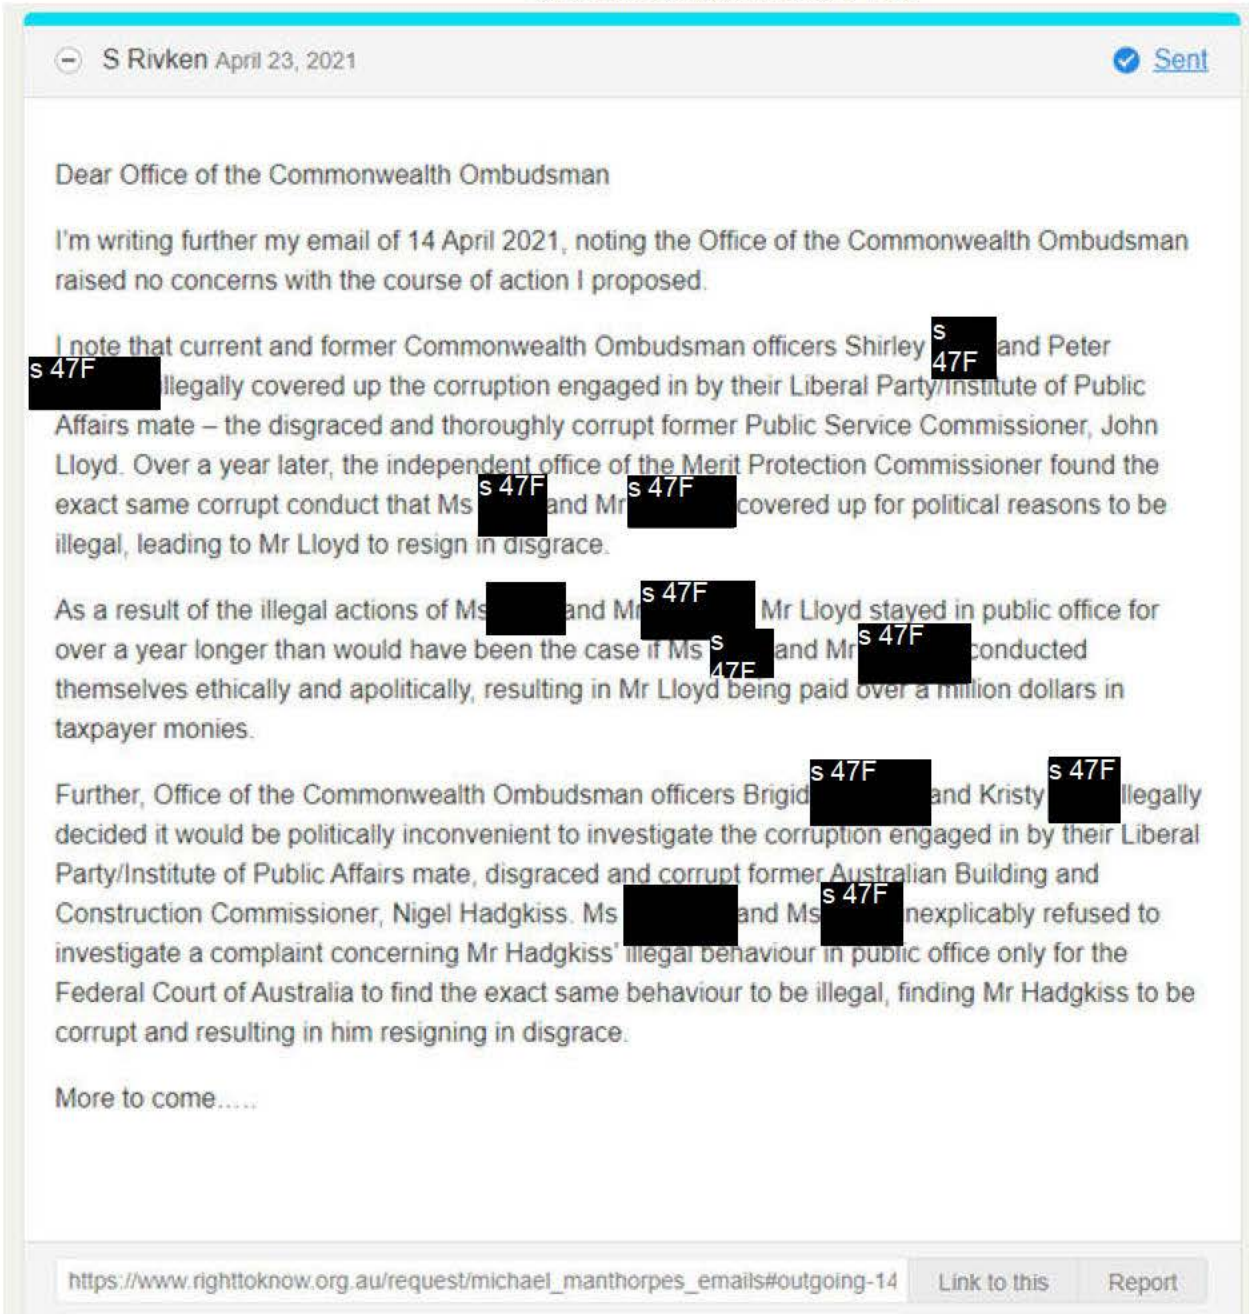 S Rivken April 23, 2021 Sent
Dear Office of the Commonwealth Ombudsman
I'm writing further my email of 14 April 2021, noting the Office of the Commonwealth Ombudsman
raised no concerns with the course of action I proposed.
I note that current and former Commonwealth Ombudsman officers Shirley s 47F and Peter
s 47F llegally covered up the corruption engaged in by their Liberal Party/Institute of Public
Affairs mate – the disgraced and thoroughly corrupt former Public Service Commissioner, John
Lloyd. Over a year later, the independent office of the Merit Protection Commissioner found the
exact same corrupt conduct that Ms s 47F and Mr s 47F covered up for political reasons to be
illegal, leading to Mr Lloyd to resign in disgrace.
As a result of the illegal actions of Ms and Mr s 47F Mr Lloyd stayed in public office for
over a year longer than would have been the case if Ms s 47F and Mr s 47F conducted
themselves ethically and apolitically, resulting in Mr Lloyd being paid over a million dollars in
taxpayer monies.
Further, Office of the Commonwealth Ombudsman officers Brigid s 47F and Kristy s 47F llegally
decided it would be politically inconvenient to investigate the corruption engaged in by their Liberal
Party/Institute of Public Affairs mate, disgraced and corrupt former Australian Building and
Construction Commissioner, Nigel Hadgkiss. Ms and Ms s 47F nexplicably refused to
investigate a complaint concerning Mr Hadgkiss' illegal behaviour in public office only for the
Federal Court of Australia to find the exact same behaviour to be illegal, finding Mr Hadgkiss to be
corrupt and resulting in him resigning in disgrace.
More to come.....
https://www.righttoknow.org.au/request/michael_manthorpes_emails#outgoing-14 Link to this Report